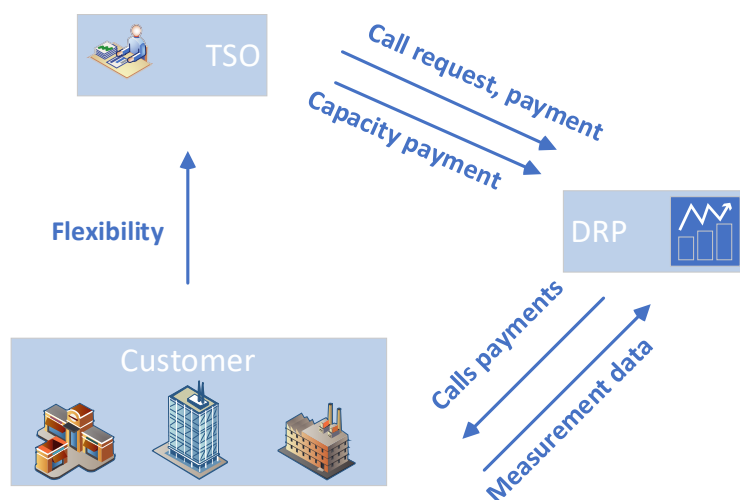 TSO
Call request, payment
Capacity payment
Flexibility
DRP
Customer
Calls payments
Measurement data